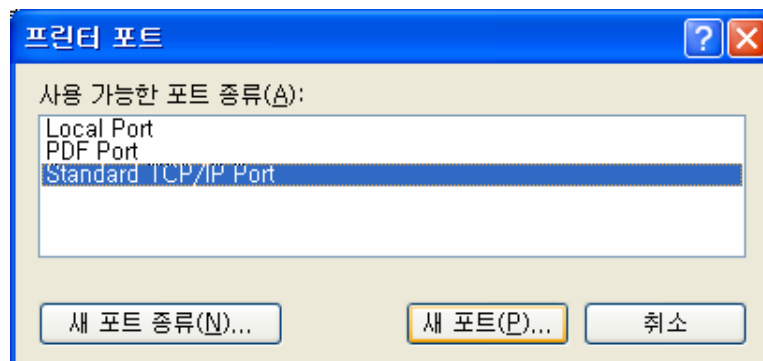 프린터 포트
사용 가능한 포트 종류(A):
Local Port
PDF Port
Standard TCP/IP Port
새 포트 종류(N)... 새 포트(P)... 취소